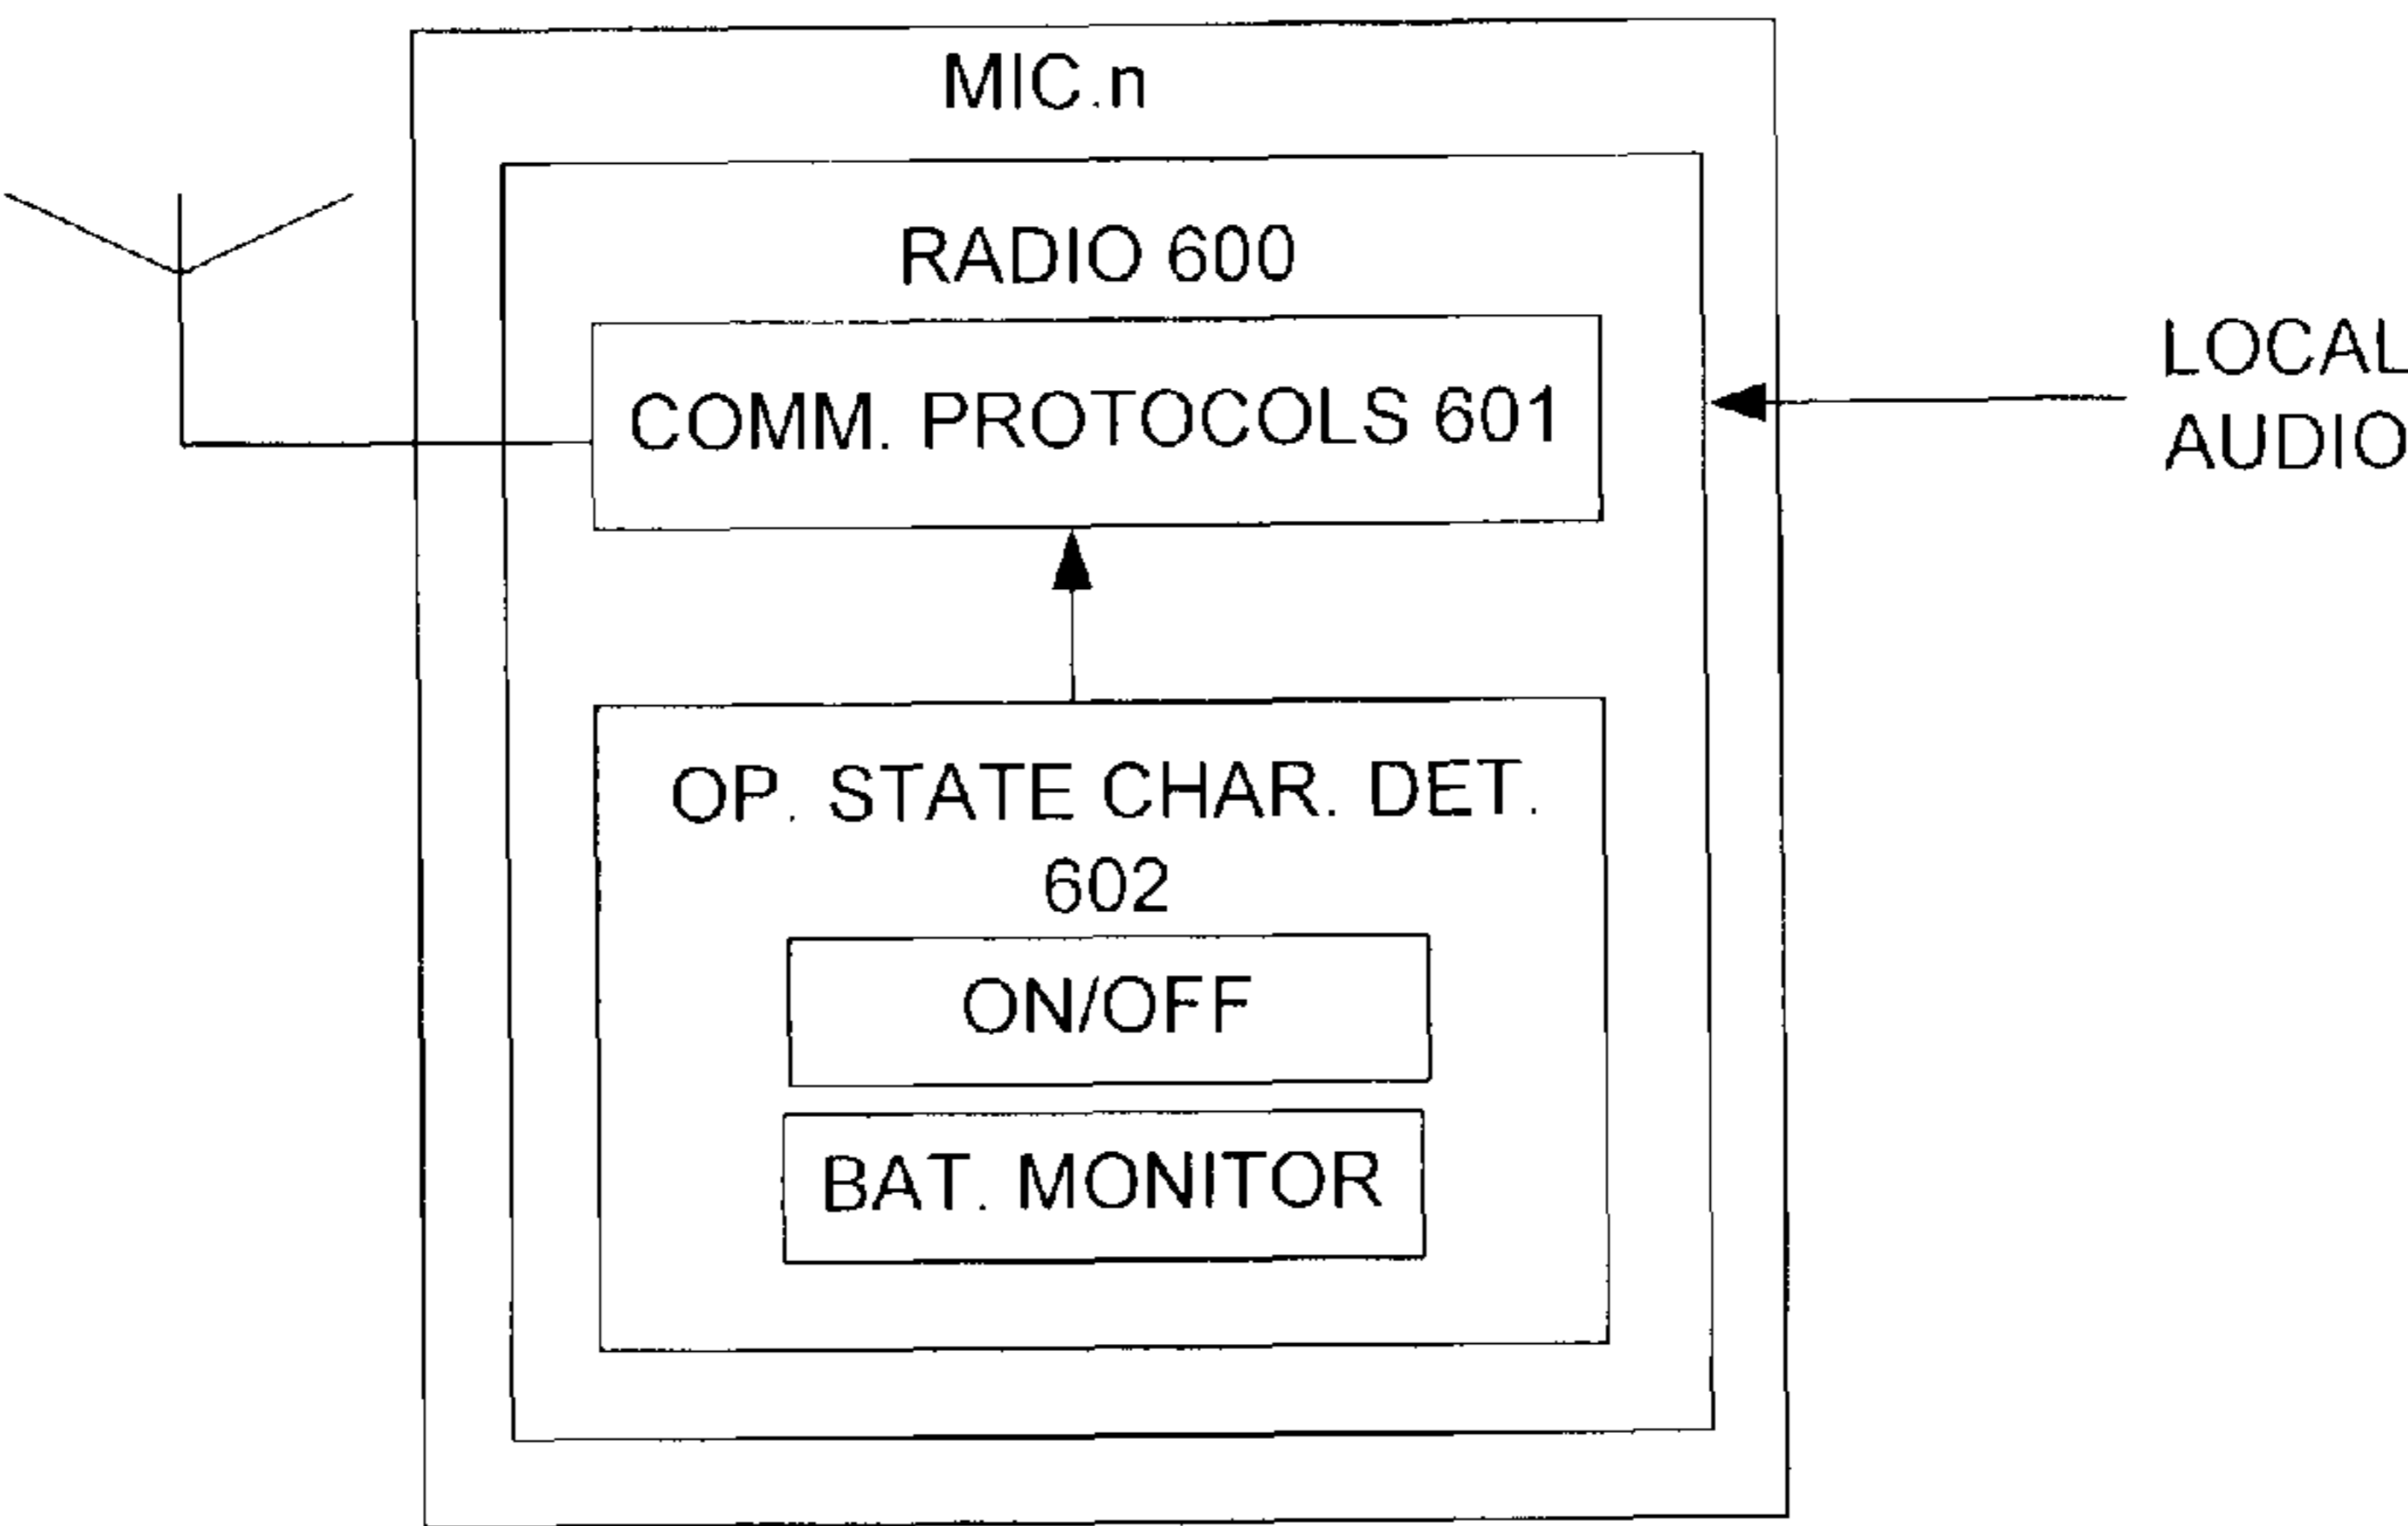 MIC.n
RADIO 600
COMM. PROTOCOLS 601
LOCAL
AUDIO
OP. STATE CHAR. DET.
602
ON/OFF
BAT. MONITOR